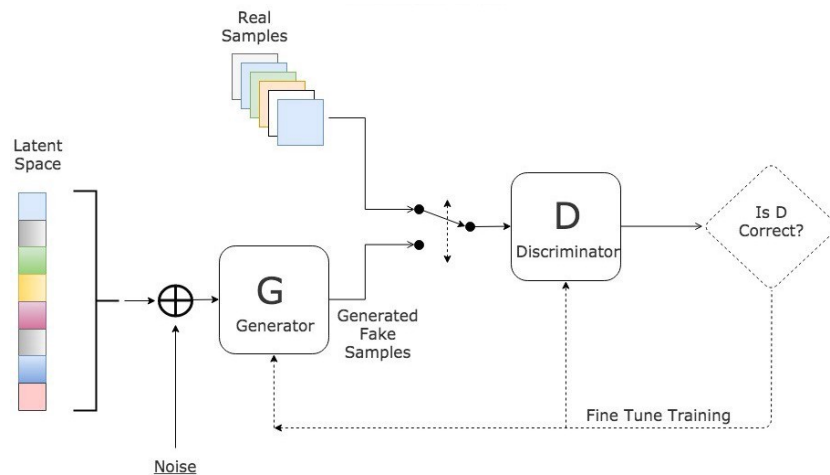 Real
Samples
Latent
Space
D
Discriminator
Is D
Correct?
G
Generator
Generated
Fake
Samples
Fine Tune Training
Noise